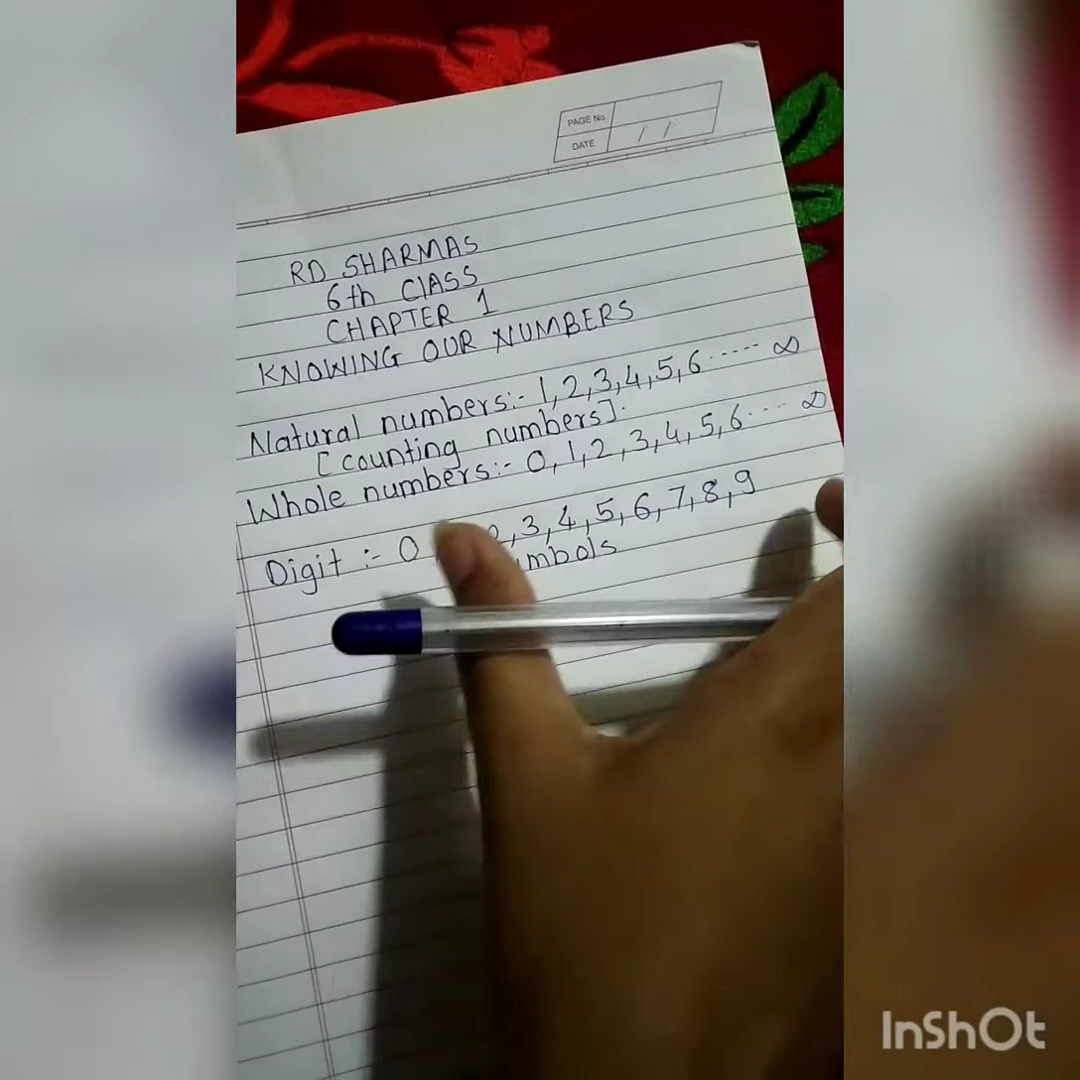 PAGE No.
DATE / /
RD SHARMAS
6th ClASS
CHAPTER 1
KNOWING OUR NUMBERS
Natural numbers:- 1,2,3,4,5,6 ..... ∞
[counting numbers].
Whole numbers:- 0,1,2,3,4,5,6 ... ∞
Digit :- 0 ,3,4,5,6,7,8,9
InShOt